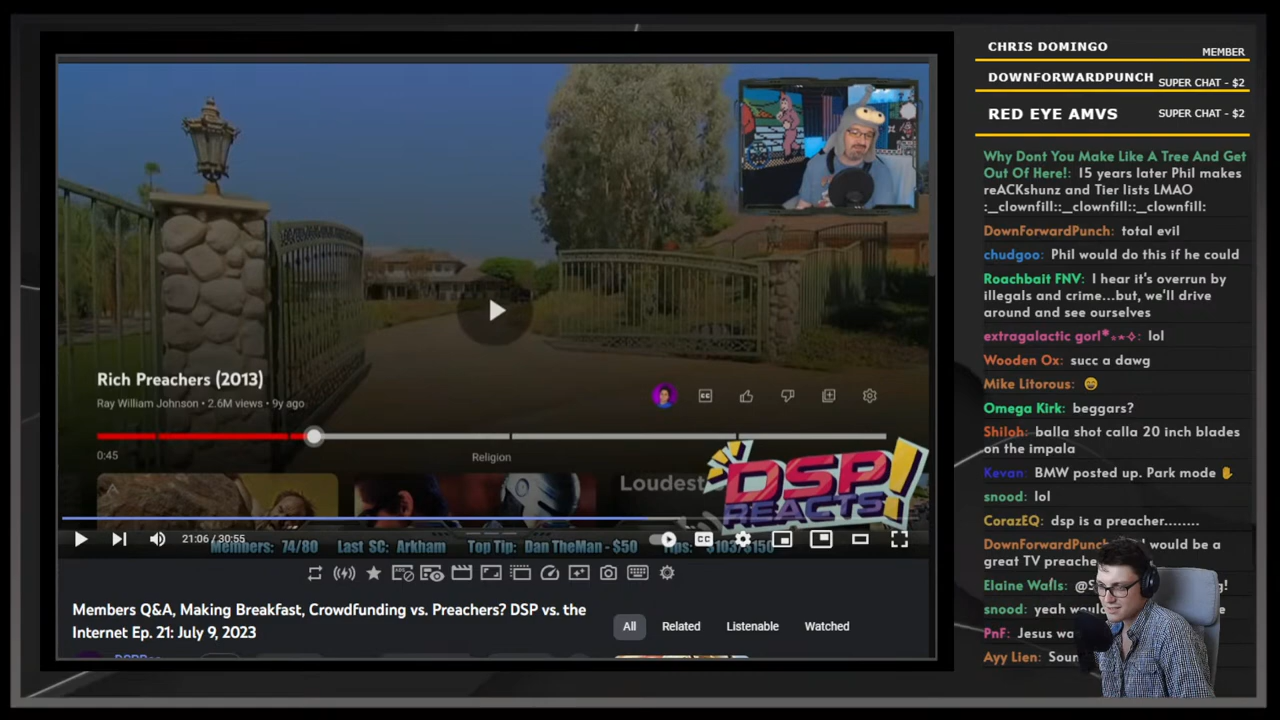 CHRIS DOMINGO
MEMBER
DOWNFORWARDPUNCH
SUPER CHAT - $2
RED EYE AMVS
SUPER CHAT - $2
Why Dont You Make Like A Tree And Get
Out Of Here!: 15 years later Phil makes
reACKshunz and Tier lists LMAO
:_clownfill::_clownfill::_clownfill:
DownForwardPunch: total evil
chudgoo: Phil would do this if he could
Roachbait FNV: I hear it's overrun by
illegals and crime...but, we'll drive
around and see ourselves
extragalactic gorl*｡⋆✧: lol
Wooden Ox: succ a dawg
Mike Litorous: 😄
Omega Kirk: beggars?
Shiloh: balla shot calla 20 inch blades
on the impala
Kevan: BMW posted up. Park mode ✋
snood: lol
CorazEQ: dsp is a preacher........
DownForwardPunch: would be a
great TV preache
Elaine Walls: @S g!
snood: yeah woul e
PnF: Jesus wa
Ayy Lien: Soun
Rich Preachers (2013)
Ray William Johnson • 2.6M views • 9y ago
CC
0:45
Religion
Loudest
DSP
REACTS!
21:06 / 30:55
CC
Members: 74/80 Last SC: Arkham Top Tip: Dan TheMan - $50 Tips: $103/$150
Members Q&A, Making Breakfast, Crowdfunding vs. Preachers? DSP vs. the
Internet Ep. 21: July 9, 2023
All
Related
Listenable
Watched